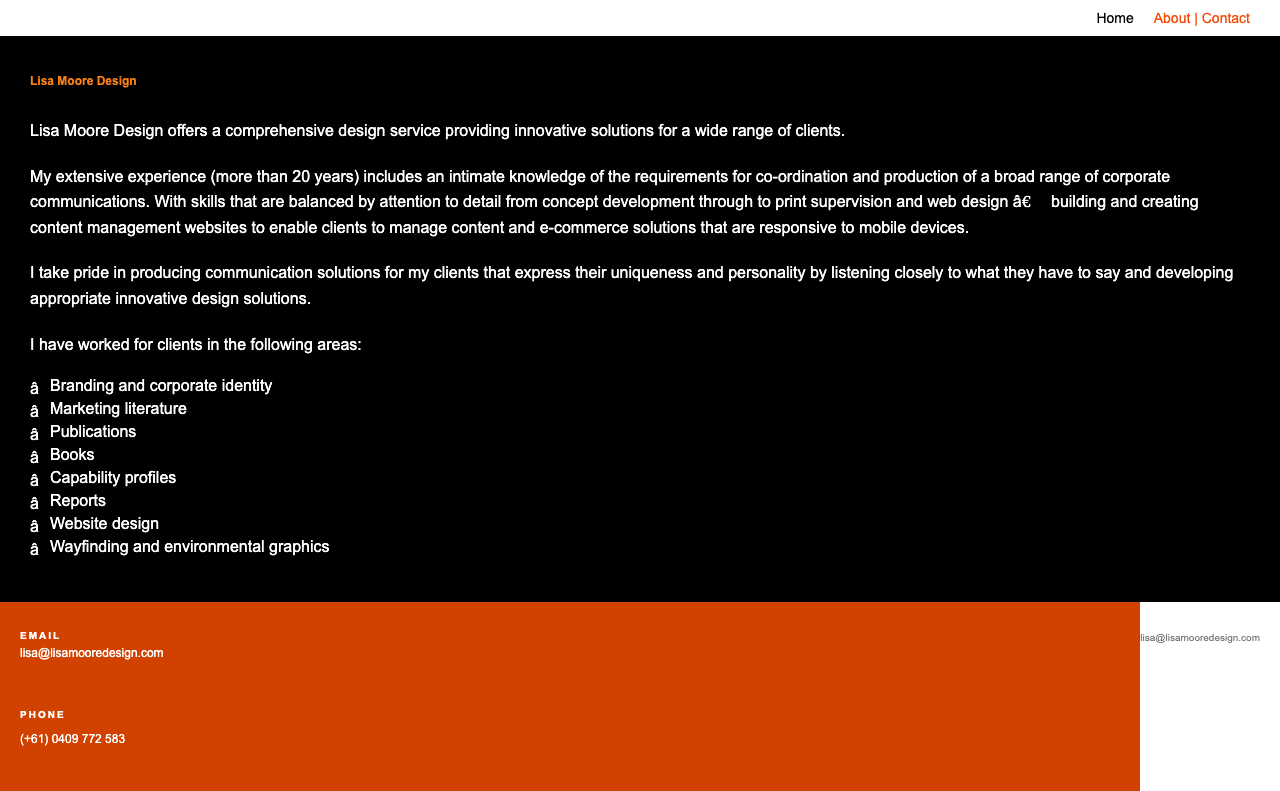 Home About | Contact
Lisa Moore Design
Lisa Moore Design offers a comprehensive design service providing innovative solutions for a wide range of clients.
My extensive experience (more than 20 years) includes an intimate knowledge of the requirements for co-ordination and production of a broad range of corporate
communications. With skills that are balanced by attention to detail from concept development through to print supervision and web design â€ building and creating
content management websites to enable clients to manage content and e-commerce solutions that are responsive to mobile devices.
I take pride in producing communication solutions for my clients that express their uniqueness and personality by listening closely to what they have to say and developing
appropriate innovative design solutions.
I have worked for clients in the following areas:
â Branding and corporate identity
â Marketing literature
â Publications
â Books
â Capability profiles
â Reports
â Website design
â Wayfinding and environmental graphics
EMAIL
lisa@lisamooredesign.com
PHONE
(+61) 0409 772 583
lisa@lisamooredesign.com